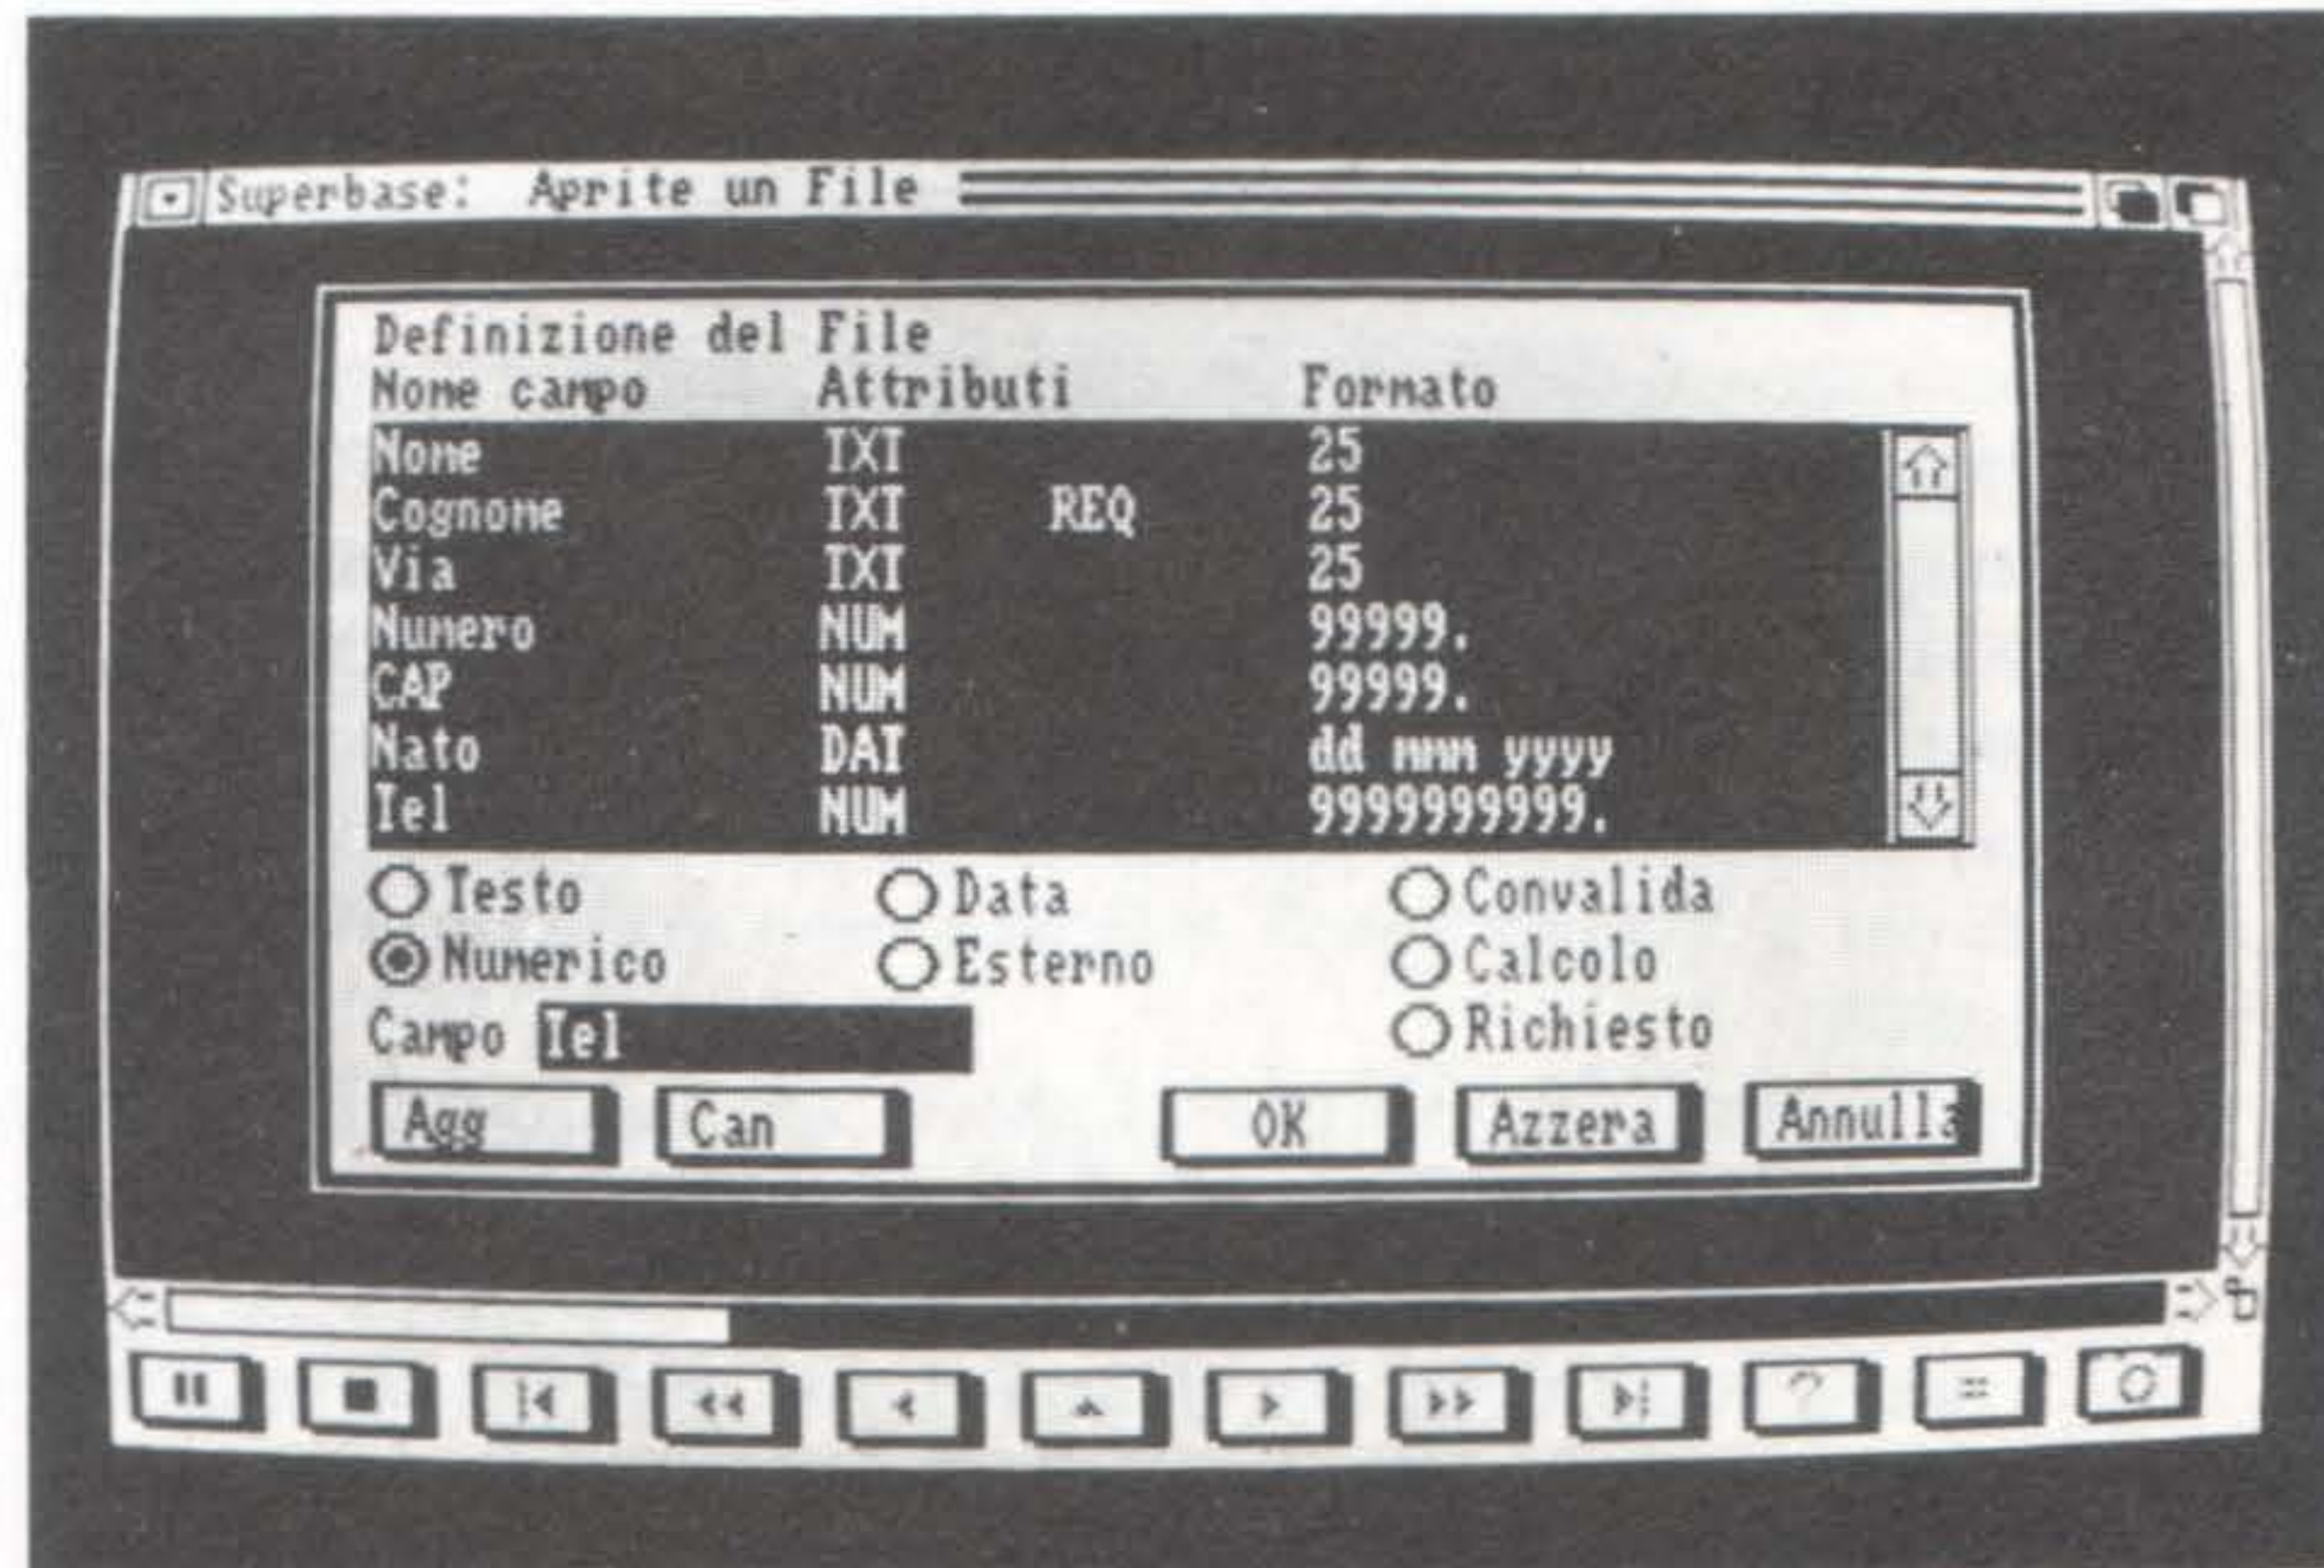 Superbase: Aprite un File
Definizione del File
Nome campo Attributi Formato
Nome TXT 25
Cognome TXT REQ 25
Via TXT 25
Numero NUM 99999.
CAP NUM 99999.
Nato DAT dd mmm yyyy
Tel NUM 9999999999.
Testo Data Convalida
Numerico Esterno Calcolo
Campo Tel Richiesto
Agg Can OK Azzera Annulla
? =